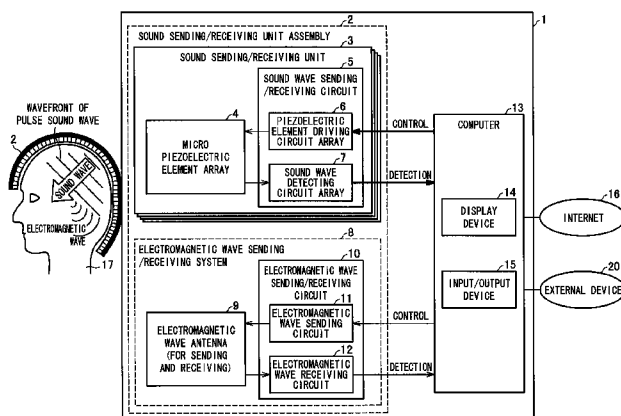 1
2
SOUND SENDING/RECEIVING UNIT ASSEMBLY
3
SOUND SENDING/RECEIVING UNIT
5
SOUND WAVE SENDING
/RECEIVING CIRCUIT
4
MICRO
PIEZOELECTRIC
ELEMENT ARRAY
6
PIEZOELECTRIC
ELEMENT DRIVING
CIRCUIT ARRAY
7
SOUND WAVE
DETECTING
CIRCUIT ARRAY
CONTROL
DETECTION
13
COMPUTER
14
DISPLAY
DEVICE
15
INPUT/OUTPUT
DEVICE
16
INTERNET
20
EXTERNAL DEVICE
WAVEFRONT OF
PULSE SOUND WAVE
2
SOUND WAVE
ELECTROMAGNETIC
WAVE
17
8
ELECTROMAGNETIC WAVE SENDING
/RECEIVING SYSTEM
10
ELECTROMAGNETIC WAVE
SENDING/RECEIVING
CIRCUIT
9
ELECTROMAGNETIC
WAVE ANTENNA
(FOR SENDING
AND RECEIVING)
11
ELECTROMAGNETIC
WAVE SENDING
CIRCUIT
12
ELECTROMAGNETIC
WAVE RECEIVING
CIRCUIT
CONTROL
DETECTION